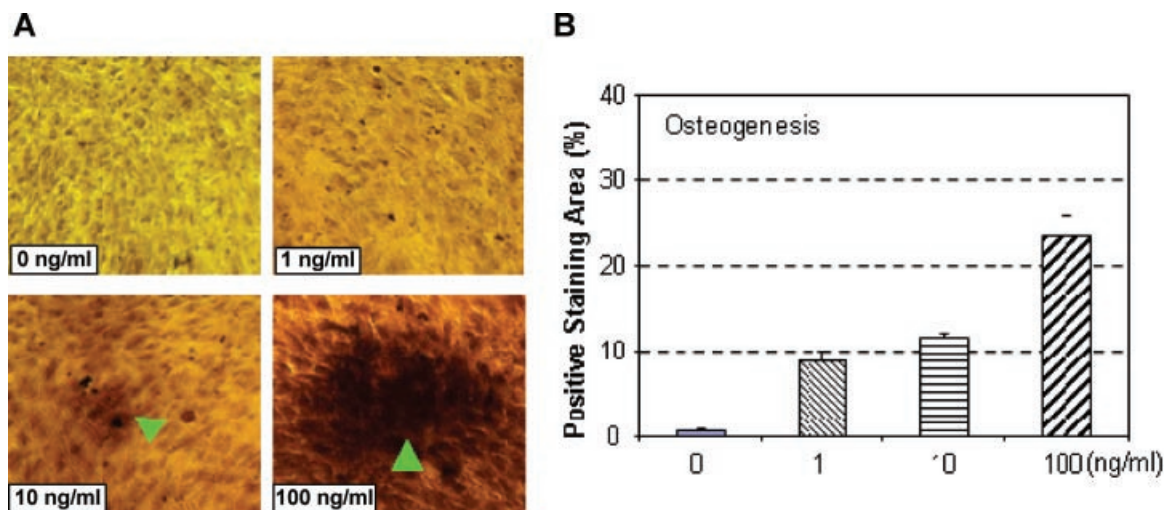 A
0 ng/ml
1 ng/ml
10 ng/ml
100 ng/ml
B
Positive Staining Area (%)
Osteogenesis
40
30
20
10
0
0 1 10 100 (ng/ml)